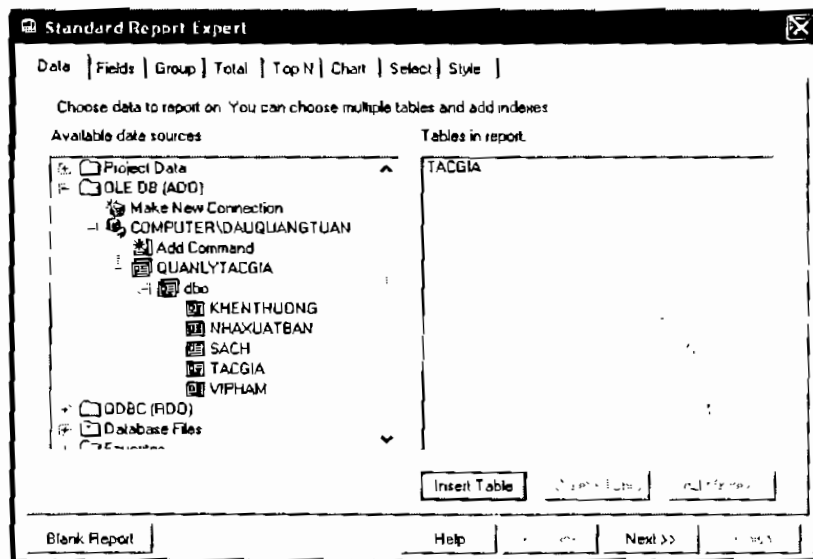 Standard Report Expert
Data Fields Group Total Top N Chart Select Style
Choose data to report on. You can choose multiple tables and add indexes
Available data sources
Tables in report
Project Data
TACGIA
OLE DB (ADO)
Make New Connection
COMPUTER\DAUQUANGTUAN
Add Command
QUANLYTACGIA
dbo
KHENTHUONG
NHAXUATBAN
SACH
TACGIA
VIPHAM
ODBC (RDO)
Database Files
Insert Table
Blank Report
Help
Next >>